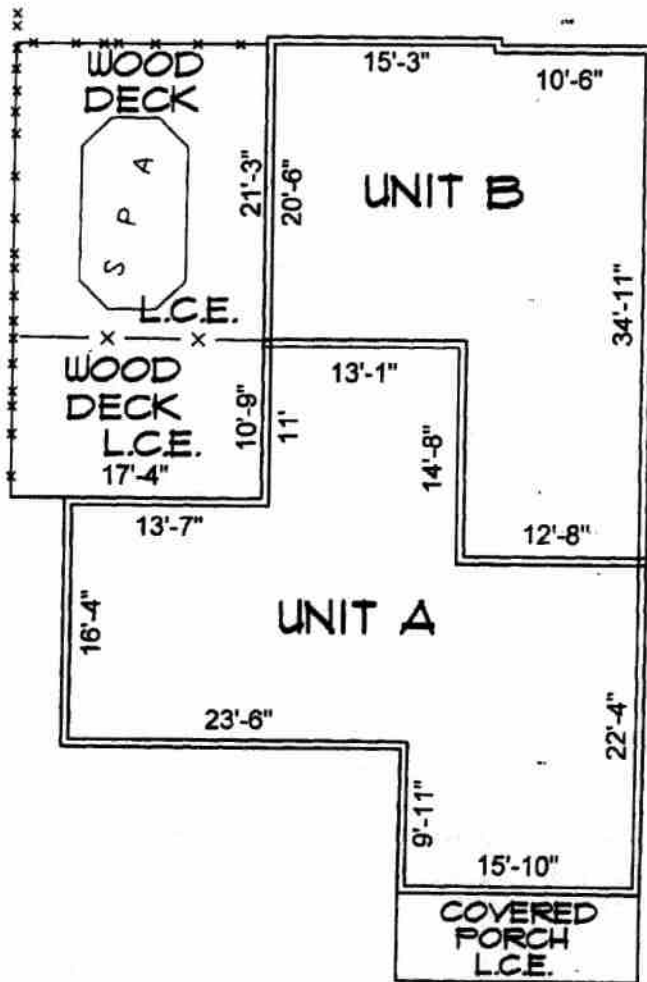 WOOD
DECK
15'-3"
10'-6"
SPA
21'-3"
20'-6"
UNIT B
34'-11"
L.C.E.
WOOD
DECK
L.C.E.
17'-4"
10'-9"
11'
13'-1"
14'-8"
13'-7"
12'-8"
16'-4"
UNIT A
23'-6"
22'-4"
9'-11"
15'-10"
COVERED
PORCH
L.C.E.